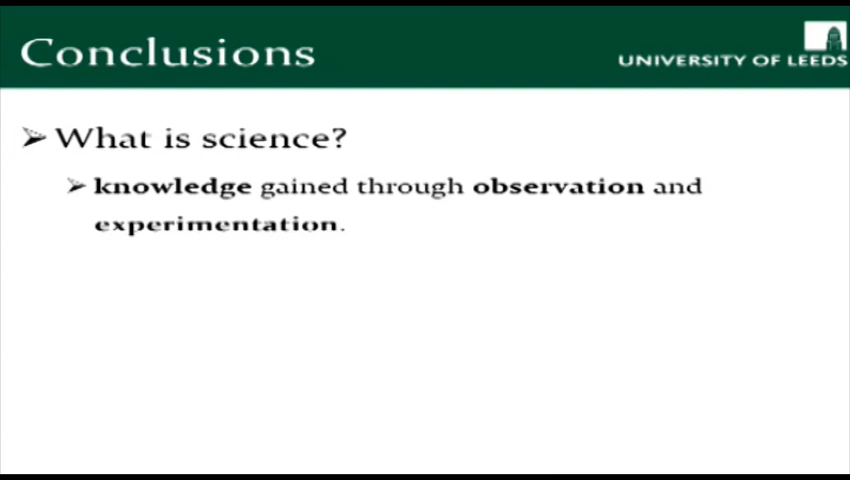 Conclusions
UNIVERSITY OF LEEDS
What is science?
knowledge gained through observation and
experimentation.